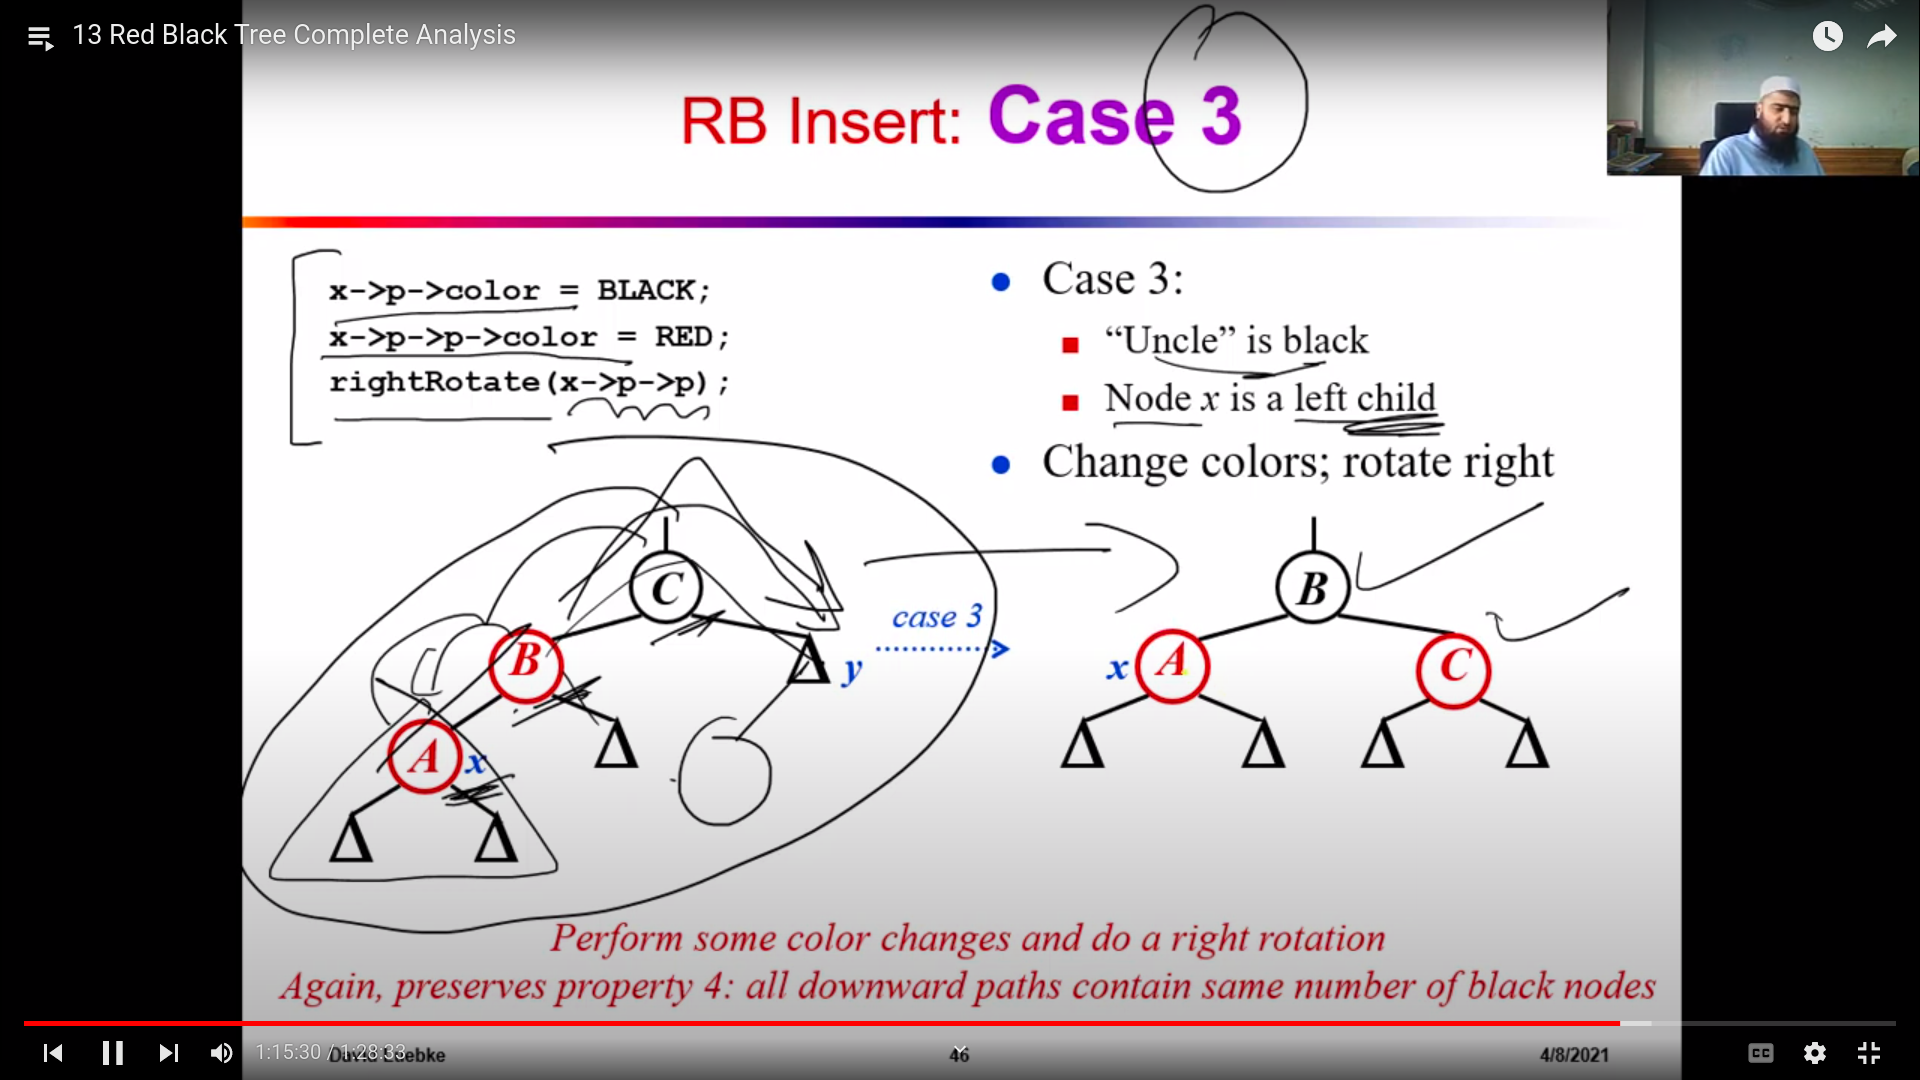 13 Red Black Tree Complete Analysis
RB Insert: Case 3
x->p->color = BLACK;
x->p->p->color = RED;
rightRotate(x->p->p);
• Case 3:
■ “Uncle” is black
■ Node x is a left child
• Change colors; rotate right
C
B
A
x
Δ
Δ
Δ
Δ
y
case 3
B
x
A
C
Δ
Δ
Δ
Δ
Perform some color changes and do a right rotation
Again, preserves property 4: all downward paths contain same number of black nodes
1:15:30 / 1:28:33
David Luebke
46
4/8/2021
CC